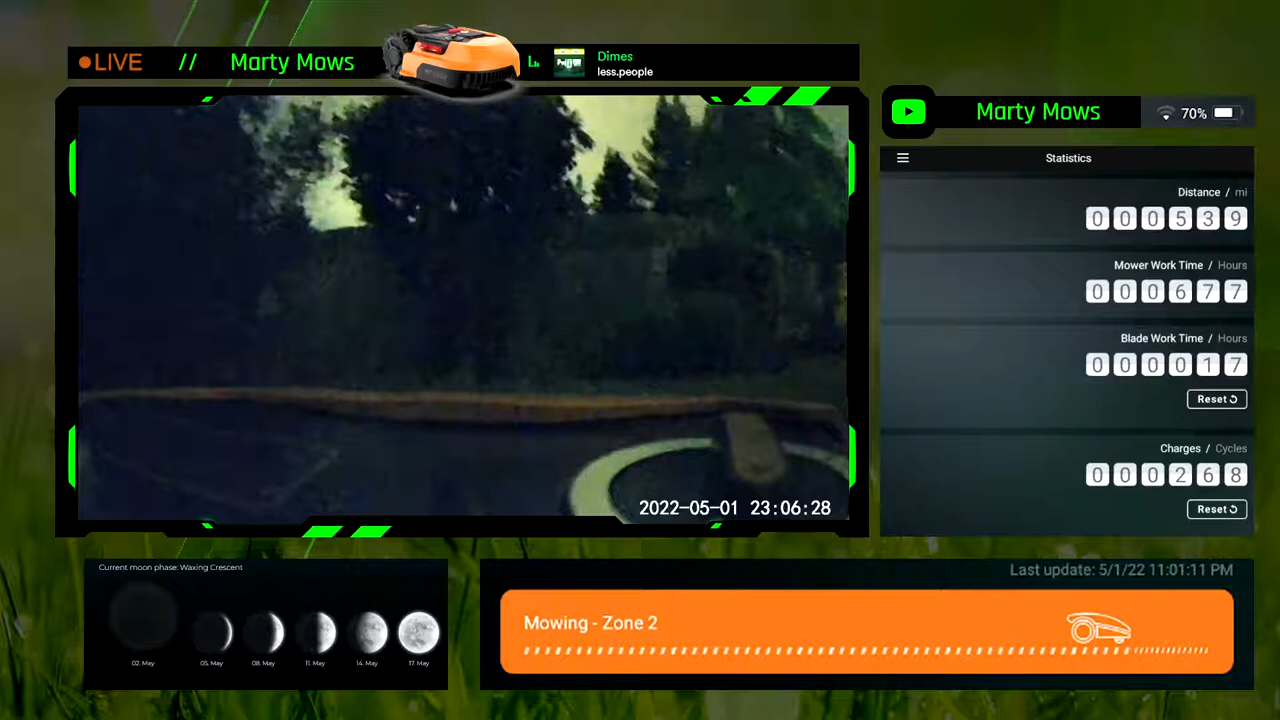 LIVE // Marty Mows
Dimes
less.people
Marty Mows
70%
Statistics
Distance / mi
000539
Mower Work Time / Hours
000677
Blade Work Time / Hours
000017
Reset
Charges / Cycles
000268
Reset
2022-05-01 23:06:28
Current moon phase: Waxing Crescent
02. May 05. May 08. May 11. May 14. May 17. May
Last update: 5/1/22 11:01:11 PM
Mowing - Zone 2